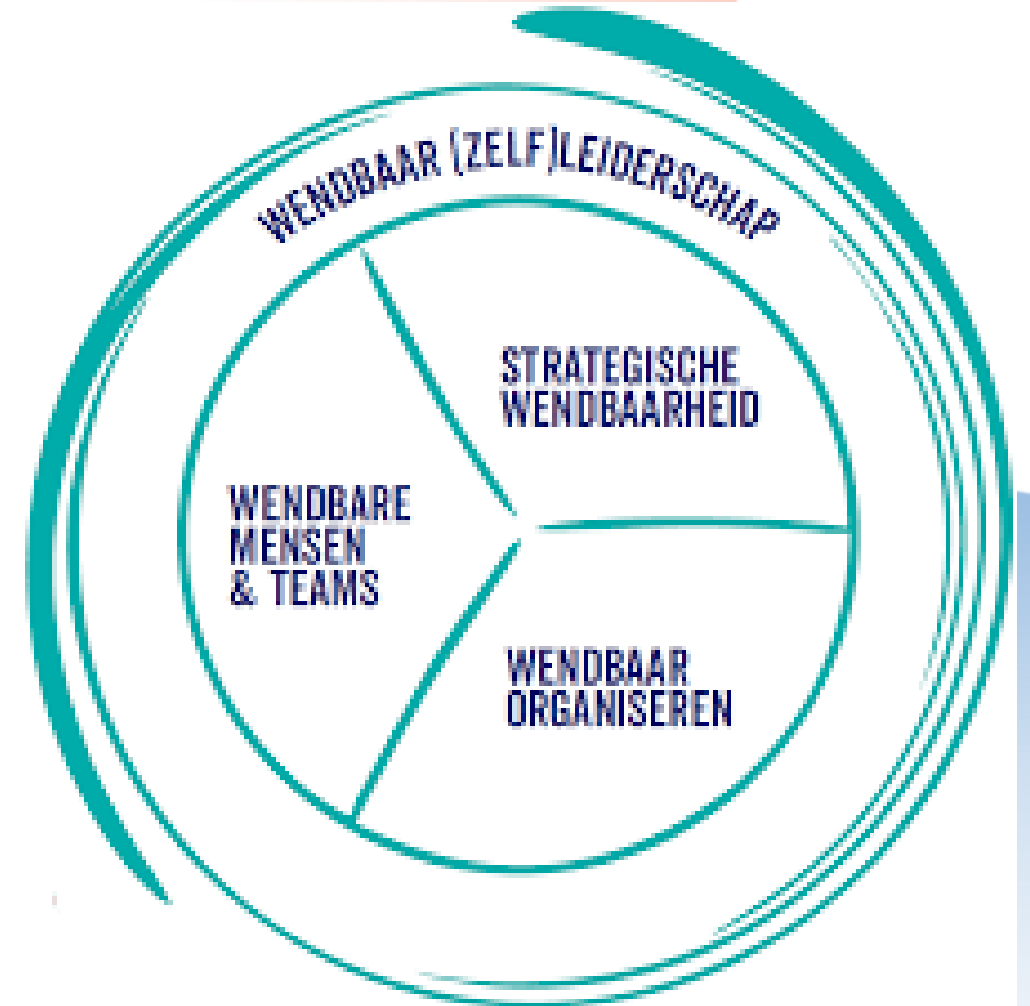 WENDBAAR (ZELF)LEIDERSCHAP
STRATEGISCHE
WENDBAARHEID
WENDBARE
MENSEN
& TEAMS
WENDBAAR
ORGANISEREN